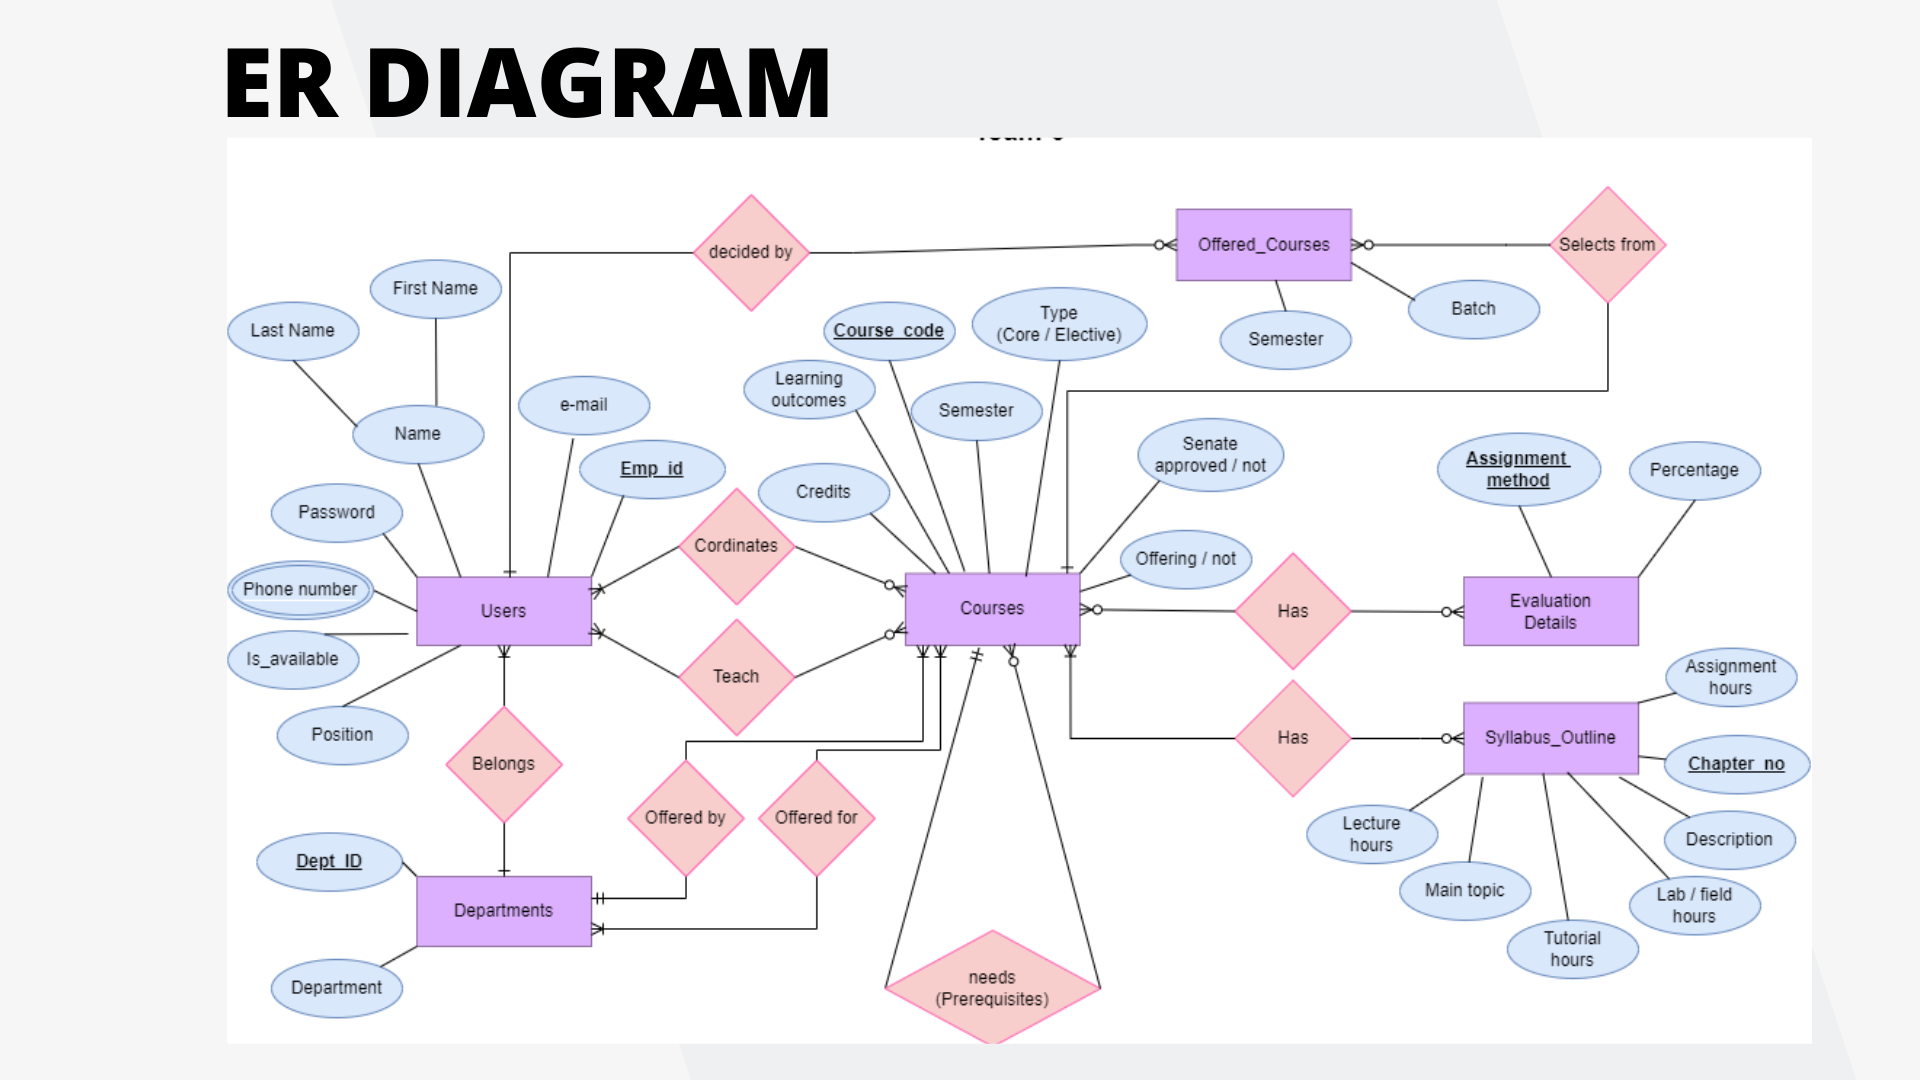 ER DIAGRAM
decided by
Offered_Courses
Selects from
First Name
Last Name
Course_code
Type
(Core / Elective)
Batch
Semester
Learning
outcomes
e-mail
Semester
Name
Emp_id
Senate
approved / not
Assignment
method
Percentage
Credits
Password
Cordinates
Offering / not
Phone number
Users
Courses
Has
Evaluation
Details
Is_available
Teach
Assignment
hours
Position
Has
Syllabus_Outline
Belongs
Chapter_no
Offered by
Offered for
Lecture
hours
Description
Dept_ID
Main topic
Lab / field
hours
Departments
Tutorial
hours
Department
needs
(Prerequisites)